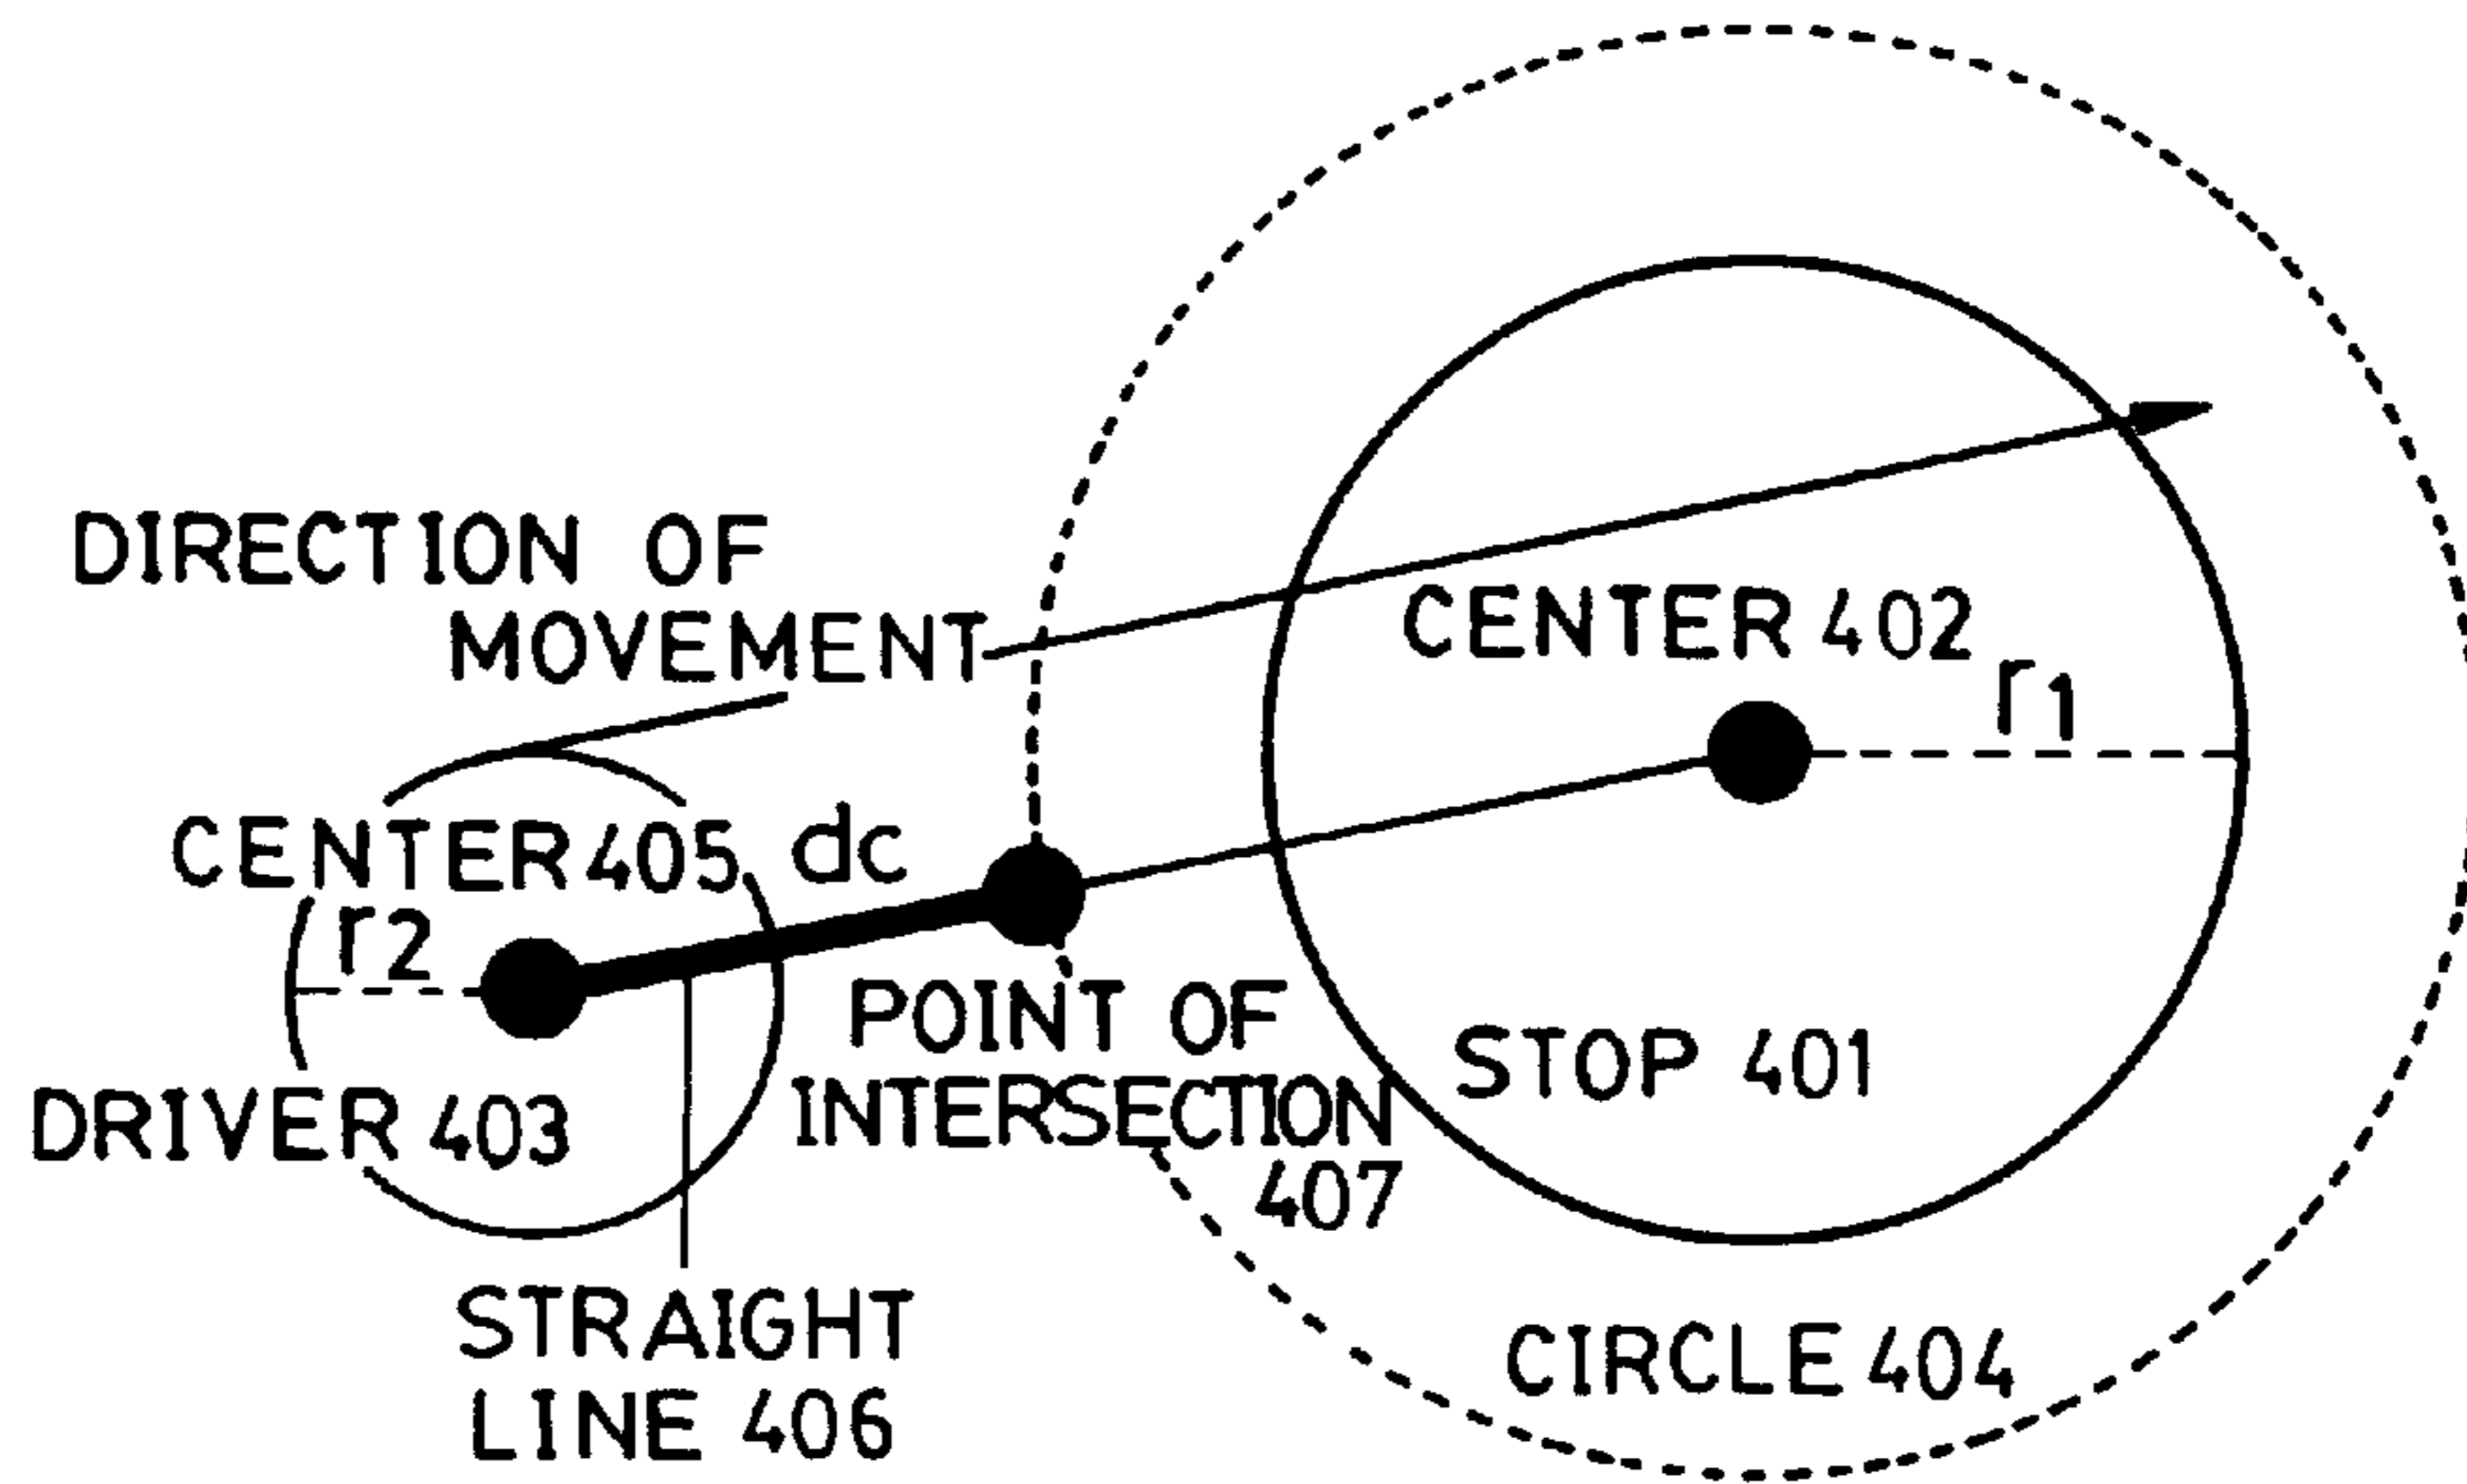 DIRECTION OF
MOVEMENT
CENTER 402
r1
CENTER 405
dc
r2
POINT OF
INTERSECTION
407
STOP 401
DRIVER 403
STRAIGHT
LINE 406
CIRCLE 404